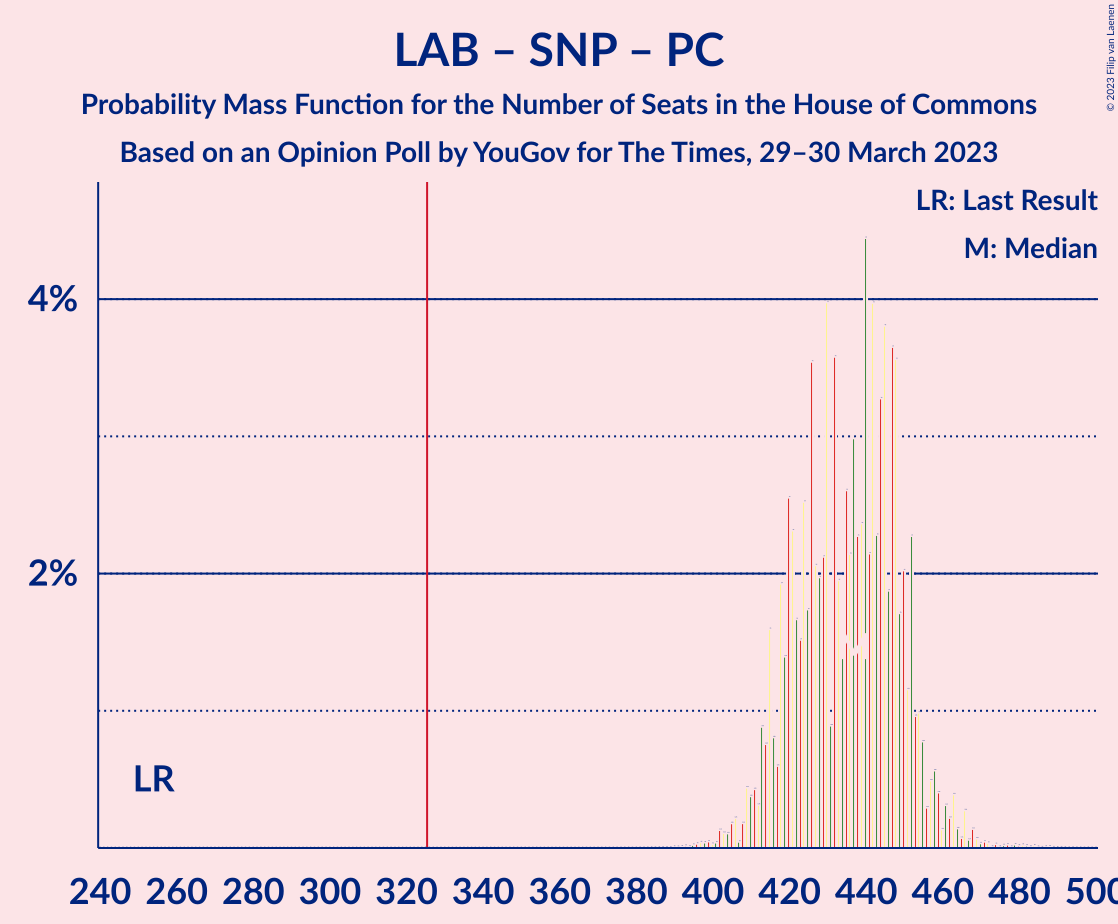 LAB – SNP – PC
Probability Mass Function for the Number of Seats in the House of Commons
Based on an Opinion Poll by YouGov for The Times, 29–30 March 2023
© 2023 Filip van Laenen
LR: Last Result
M: Median
4%
2%
LR
240 260 280 300 320 340 360 380 400 420 440 460 480 500